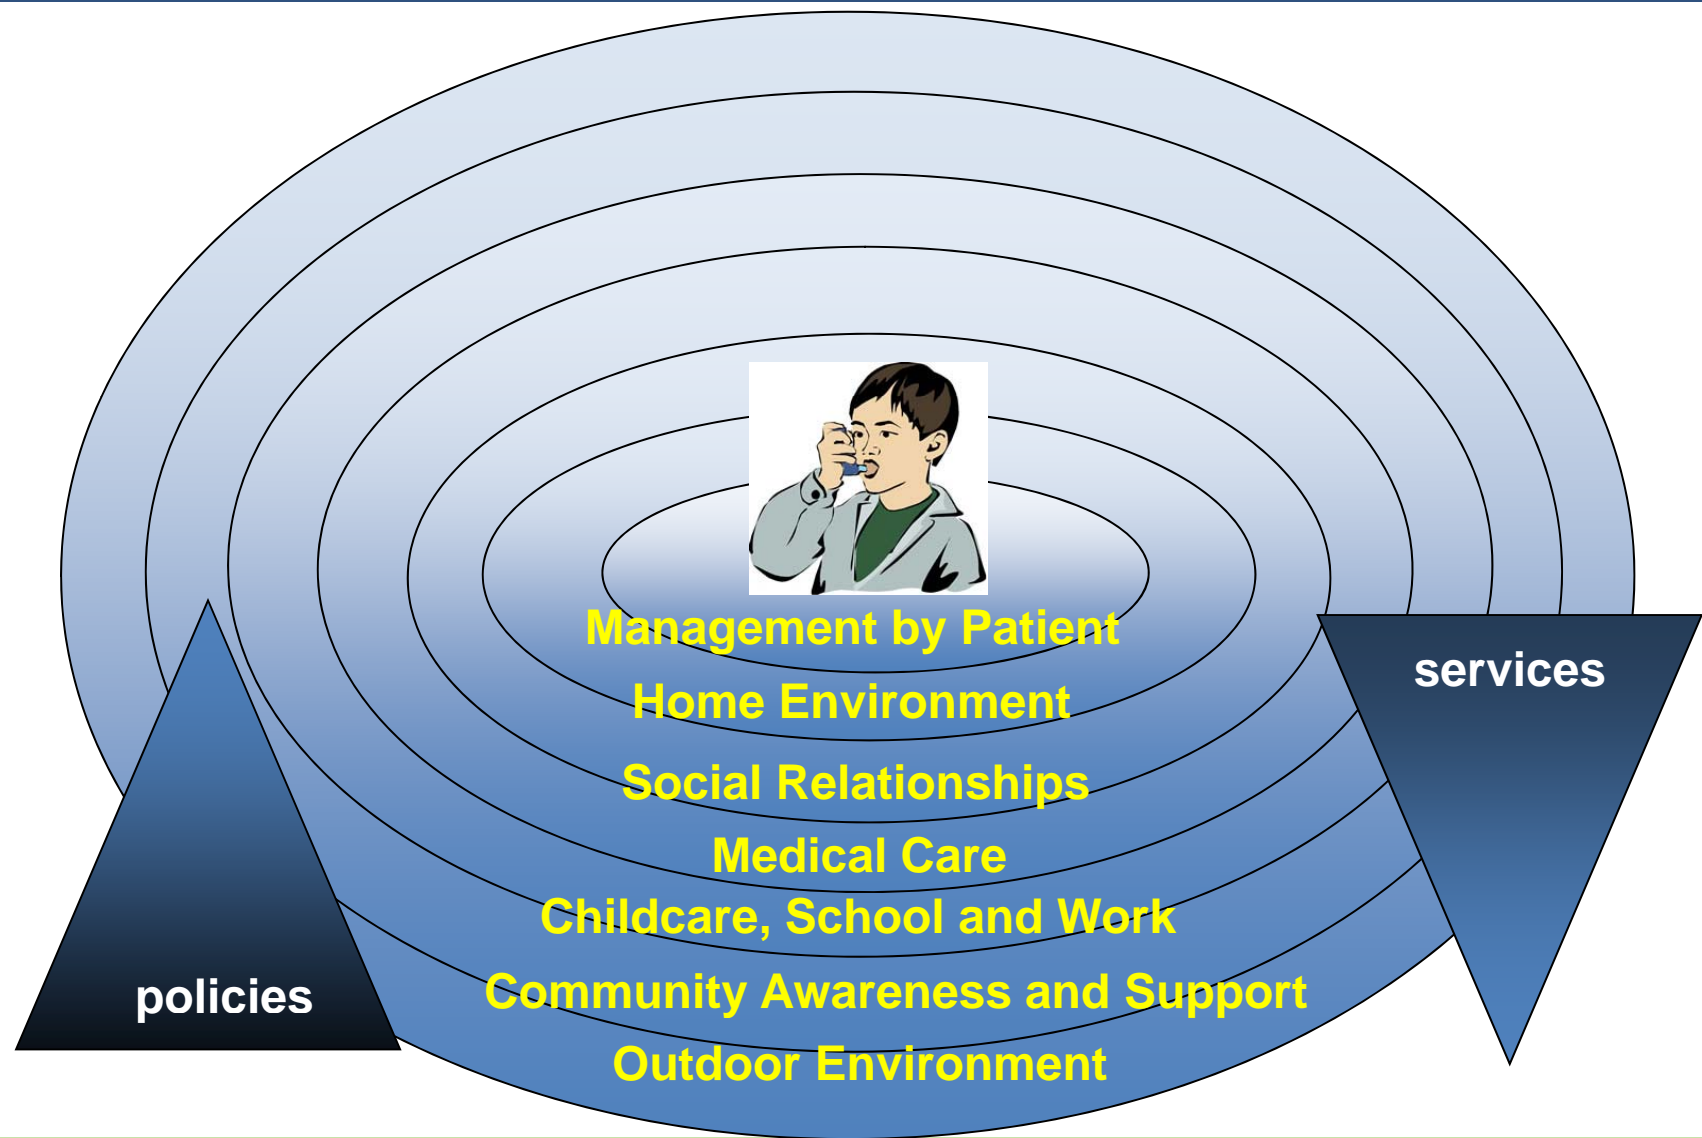 Management by Patient
services
Home Environment
Social Relationships
Medical Care
Childcare, School and Work
policies
Community Awareness and Support
Outdoor Environment